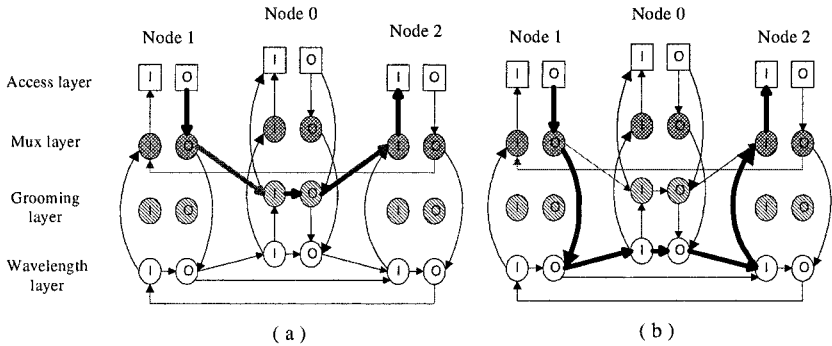 Node 0
Node 0
Node 1
Node 2
Node 1
Node 2
Access layer
I O I O I O I O I O I O
Mux layer
I O I O I O I O I O I O
Grooming layer
I O I O I O I O I O I O
Wavelength layer
I O I O I O I O I O I O
( a )
( b )